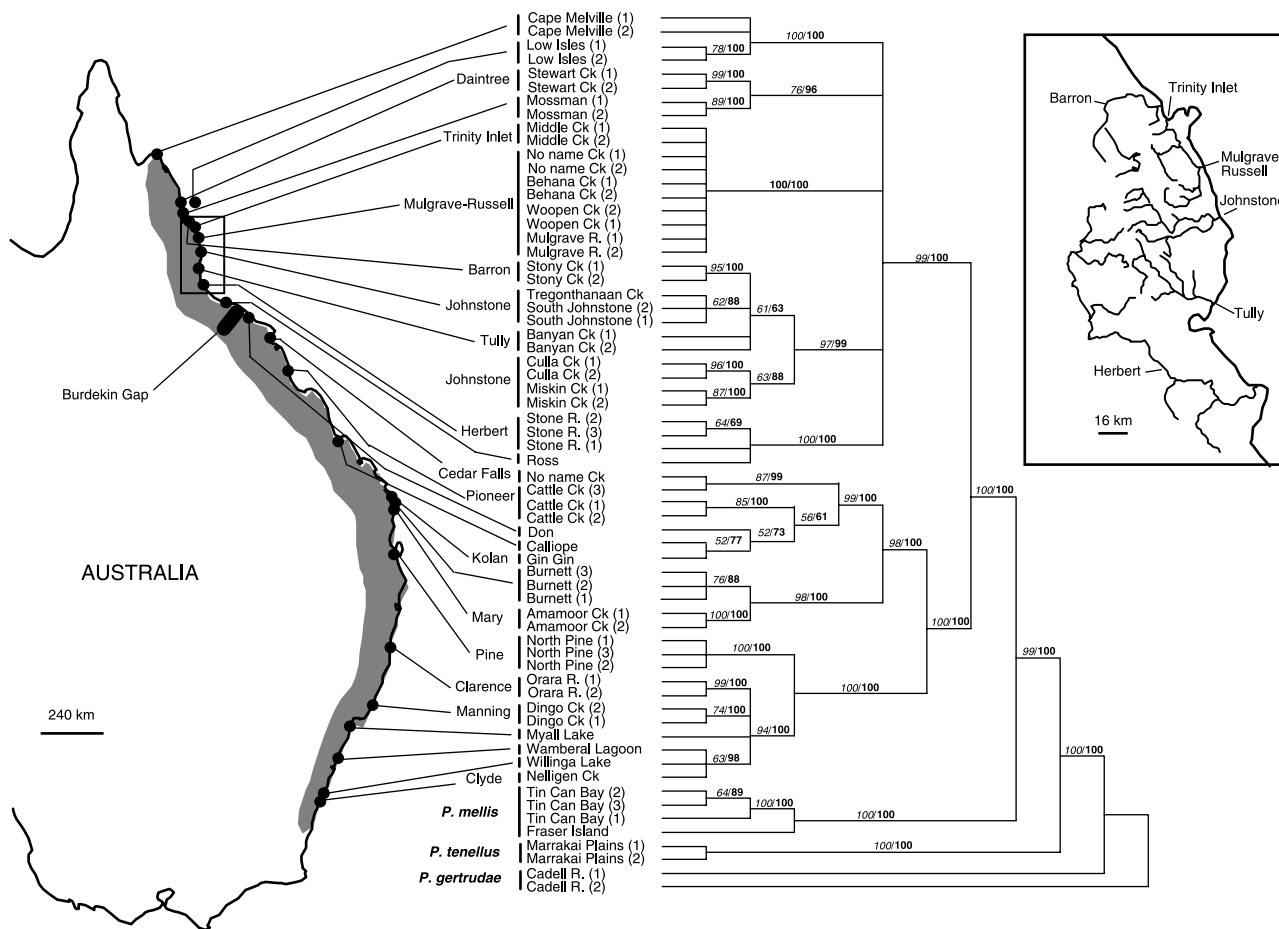 AUSTRALIA
240 km
Burdekin Gap
Daintree
Trinity Inlet
Mulgrave-Russell
Barron
Johnstone
Tully
Johnstone
Herbert
Ross
Cedar Falls
Pioneer
Don
Calliope
Kolan
Mary
Pine
Clarence
Manning
Clyde
P. mellis
P. tenellus
P. gertrudae
Cape Melville (1)
Cape Melville (2)
Low Isles (1)
Low Isles (2)
Stewart Ck (1)
Stewart Ck (2)
Mossman (1)
Mossman (2)
Middle Ck (1)
Middle Ck (2)
No name Ck (1)
No name Ck (2)
Behana Ck (1)
Behana Ck (2)
Woopen Ck (2)
Woopen Ck (1)
Mulgrave R. (1)
Mulgrave R. (2)
Stony Ck (1)
Stony Ck (2)
Tregonthanaan Ck
South Johnstone (2)
South Johnstone (1)
Banyan Ck (1)
Banyan Ck (2)
Culla Ck (1)
Culla Ck (2)
Miskin Ck (1)
Miskin Ck (2)
Stone R. (2)
Stone R. (3)
Stone R. (1)
No name Ck
Cattle Ck (3)
Cattle Ck (1)
Cattle Ck (2)
Gin Gin
Burnett (3)
Burnett (2)
Burnett (1)
Amamoor Ck (1)
Amamoor Ck (2)
North Pine (1)
North Pine (3)
North Pine (2)
Orara R. (1)
Orara R. (2)
Dingo Ck (2)
Dingo Ck (1)
Myall Lake
Wamberal Lagoon
Willinga Lake
Nelligen Ck
Tin Can Bay (2)
Tin Can Bay (3)
Tin Can Bay (1)
Fraser Island
Marrakai Plains (1)
Marrakai Plains (2)
Cadell R. (1)
Cadell R. (2)
100/100
78/100
99/100
76/96
89/100
100/100
99/100
95/100
62/88
61/63
97/99
96/100
63/88
87/100
64/69
100/100
87/99
85/100
99/100
56/61
52/73
52/77
98/100
76/88
98/100
100/100
100/100
100/100
100/100
99/100
100/100
99/100
74/100
94/100
63/98
100/100
64/89
100/100
100/100
100/100
Barron
Trinity Inlet
Mulgrave-
Russell
Johnstone
Tully
Herbert
16 km